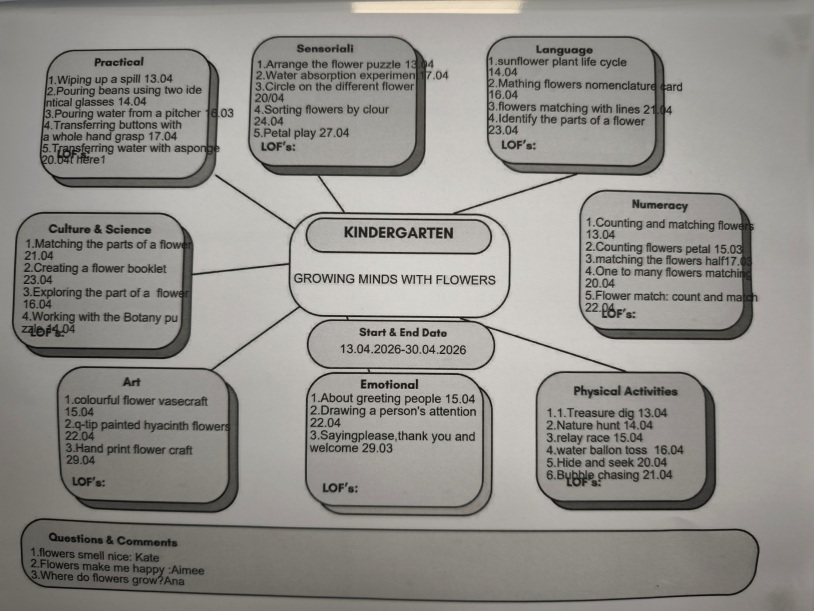 Practical
1.Wiping up a spill 13.04
2.Pouring beans using two ide
ntical glasses 14.04
3.Pouring water from a pitcher 16.03
4.Transferring buttons with
a whole hand grasp 17.04
5.Transferring water with asponge
20.04t here1
LOF's:
Sensoriali
1.Arrange the flower puzzle 13.04
2.Water absorption experimen 17.04
3.Circle on the different flower
20/04
4.Sorting flowers by clour
24.04
5.Petal play 27.04
LOF's:
Language
1.sunflower plant life cycle
14.04
2.Mathing flowers nomenclature card
16.04
3.flowers matching with lines 21.04
4.Identify the parts of a flower
23.04
LOF's:
Culture & Science
1.Matching the parts of a flower
21.04
2.Creating a flower booklet
23.04
3.Exploring the part of a flower
16.04
4.Working with the Botany pu
zzle 14.04
LOF's:
KINDERGARTEN
GROWING MINDS WITH FLOWERS
Start & End Date
13.04.2026-30.04.2026
Numeracy
1.Counting and matching flowers
13.04
2.Counting flowers petal 15.03
3.matching the flowers half17.03
4.One to many flowers matching
20.04
5.Flower match: count and match
22.04
LOF's:
Art
1.colourful flower vasecraft
15.04
2.q-tip painted hyacinth flowers
22.04
3.Hand print flower craft
29.04
LOF's:
Emotional
1.About greeting people 15.04
2.Drawing a person's attention
22.04
3.Sayingplease,thank you and
welcome 29.03
LOF's:
Physical Activities
1.1.Treasure dig 13.04
2.Nature hunt 14.04
3.relay race 15.04
4.water ballon toss 16.04
5.Hide and seek 20.04
6.Bubble chasing 21.04
LOF's:
Questions & Comments
1.flowers smell nice: Kate
2.Flowers make me happy :Aimee
3.Where do flowers grow?Ana